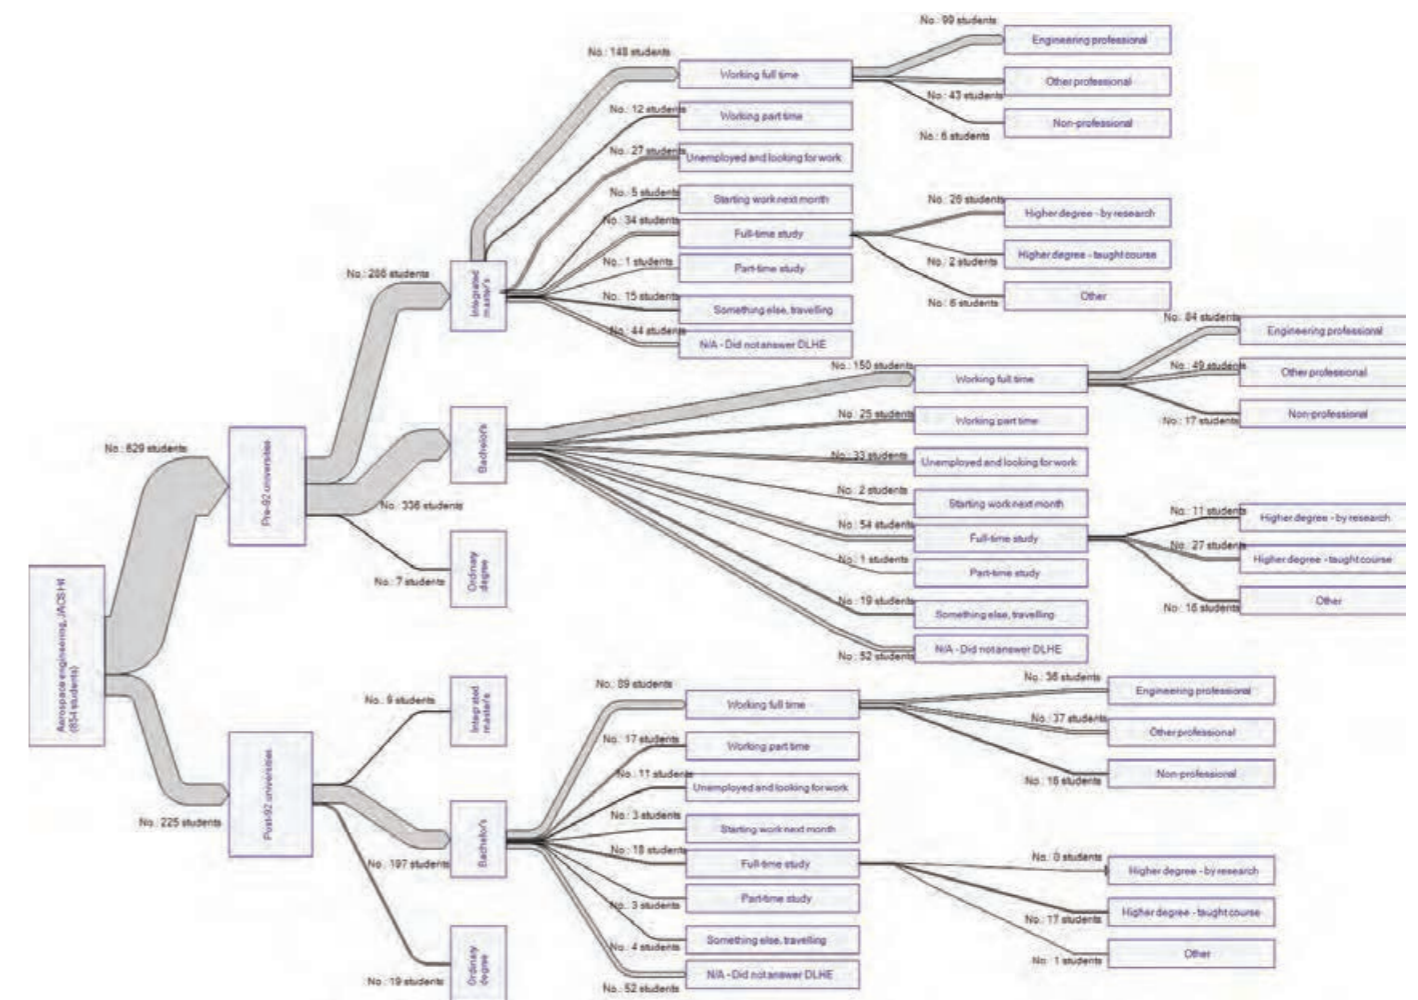 Aerospace engineering, JACS H4
(854 students)
No.: 629 students
Pre-92 universities
No.: 286 students
Integrated
master's
No.: 148 students
Working full time
No.: 99 students
Engineering professional
No.: 43 students
Other professional
No.: 6 students
Non-professional
No.: 12 students
Working part time
No.: 27 students
Unemployed and looking for work
No.: 5 students
Starting work next month
No.: 34 students
Full-time study
No.: 26 students
Higher degree - by research
No.: 2 students
Higher degree - taught course
No.: 6 students
Other
No.: 1 students
Part-time study
No.: 15 students
Something else, travelling
No.: 44 students
N/A - Did not answer DLHE
No.: 336 students
Bachelor's
No.: 150 students
Working full time
No.: 84 students
Engineering professional
No.: 49 students
Other professional
No.: 17 students
Non-professional
No.: 25 students
Working part time
No.: 33 students
Unemployed and looking for work
No.: 2 students
Starting work next month
No.: 54 students
Full-time study
No.: 11 students
Higher degree - by research
No.: 27 students
Higher degree - taught course
No.: 16 students
Other
No.: 1 students
Part-time study
No.: 19 students
Something else, travelling
No.: 52 students
N/A - Did not answer DLHE
No.: 7 students
Ordinary
degree
No.: 225 students
Post-92 universities
No.: 9 students
Integrated
master's
No.: 197 students
Bachelor's
No.: 89 students
Working full time
No.: 36 students
Engineering professional
No.: 37 students
Other professional
No.: 16 students
Non-professional
No.: 17 students
Working part time
No.: 11 students
Unemployed and looking for work
No.: 3 students
Starting work next month
No.: 18 students
Full-time study
No.: 0 students
Higher degree - by research
No.: 17 students
Higher degree - taught course
No.: 1 students
Other
No.: 3 students
Part-time study
No.: 4 students
Something else, travelling
No.: 52 students
N/A - Did not answer DLHE
No.: 19 students
Ordinary
degree